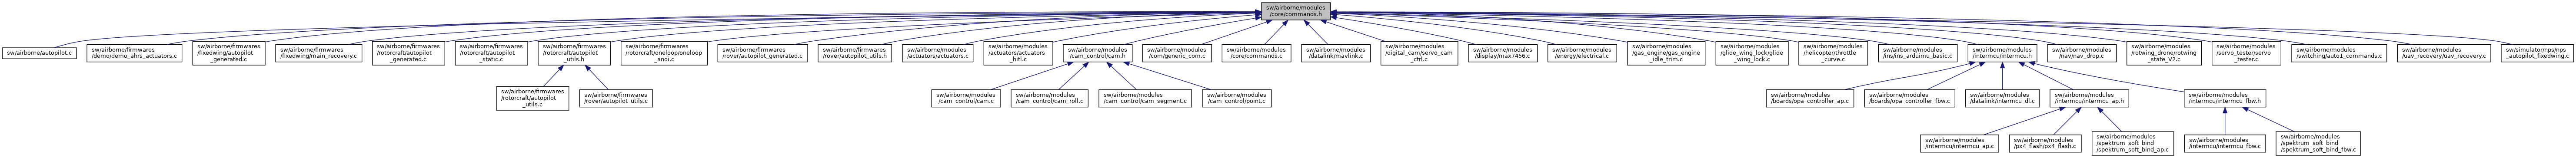 sw/airborne/modules
/core/commands.h
sw/airborne/autopilot.c
sw/airborne/firmwares
/demo/demo_ahrs_actuators.c
sw/airborne/firmwares
/fixedwing/autopilot
_generated.c
sw/airborne/firmwares
/fixedwing/main_recovery.c
sw/airborne/firmwares
/rotorcraft/autopilot
_generated.c
sw/airborne/firmwares
/rotorcraft/autopilot
_static.c
sw/airborne/firmwares
/rotorcraft/autopilot
_utils.h
sw/airborne/firmwares
/rotorcraft/oneloop/oneloop
_andi.c
sw/airborne/firmwares
/rover/autopilot_generated.c
sw/airborne/firmwares
/rover/autopilot_utils.h
sw/airborne/modules
/actuators/actuators.c
sw/airborne/modules
/actuators/actuators
_hitl.c
sw/airborne/modules
/cam_control/cam.h
sw/airborne/modules
/com/generic_com.c
sw/airborne/modules
/core/commands.c
sw/airborne/modules
/datalink/mavlink.c
sw/airborne/modules
/digital_cam/servo_cam
_ctrl.c
sw/airborne/modules
/display/max7456.c
sw/airborne/modules
/energy/electrical.c
sw/airborne/modules
/gas_engine/gas_engine
_idle_trim.c
sw/airborne/modules
/glide_wing_lock/glide
_wing_lock.c
sw/airborne/modules
/helicopter/throttle
_curve.c
sw/airborne/modules
/ins/ins_arduimu_basic.c
sw/airborne/modules
/intermcu/intermcu.h
sw/airborne/modules
/nav/nav_drop.c
sw/airborne/modules
/rotwing_drone/rotwing
_state_V2.c
sw/airborne/modules
/servo_tester/servo
_tester.c
sw/airborne/modules
/switching/auto1_commands.c
sw/airborne/modules
/uav_recovery/uav_recovery.c
sw/simulator/nps/nps
_autopilot_fixedwing.c
sw/airborne/firmwares
/rotorcraft/autopilot
_utils.c
sw/airborne/firmwares
/rover/autopilot_utils.c
sw/airborne/modules
/cam_control/cam.c
sw/airborne/modules
/cam_control/cam_roll.c
sw/airborne/modules
/cam_control/cam_segment.c
sw/airborne/modules
/cam_control/point.c
sw/airborne/modules
/boards/opa_controller_ap.c
sw/airborne/modules
/boards/opa_controller_fbw.c
sw/airborne/modules
/datalink/intermcu_dl.c
sw/airborne/modules
/intermcu/intermcu_ap.h
sw/airborne/modules
/intermcu/intermcu_fbw.h
sw/airborne/modules
/intermcu/intermcu_ap.c
sw/airborne/modules
/px4_flash/px4_flash.c
sw/airborne/modules
/spektrum_soft_bind
/spektrum_soft_bind_ap.c
sw/airborne/modules
/intermcu/intermcu_fbw.c
sw/airborne/modules
/spektrum_soft_bind
/spektrum_soft_bind_fbw.c